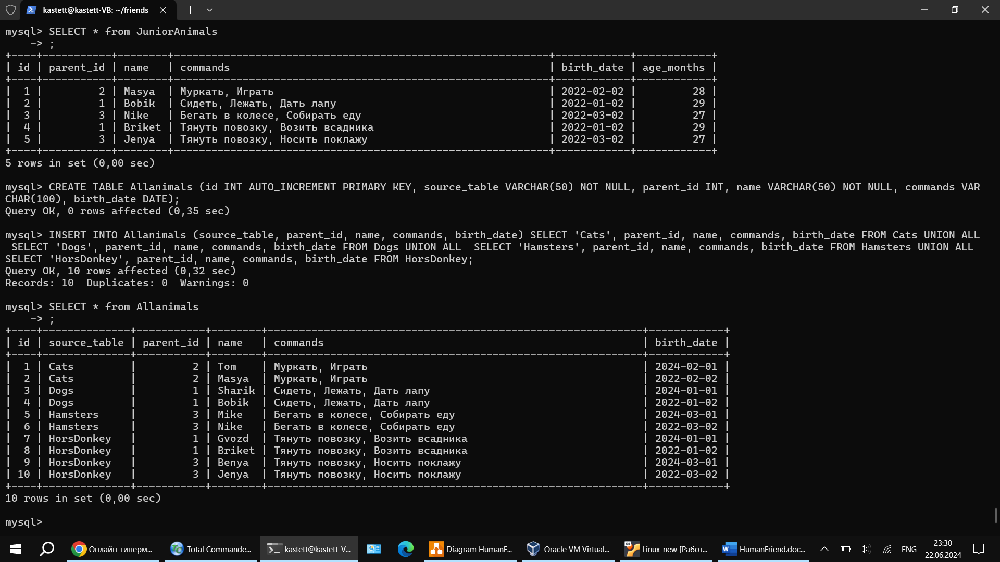 kastett@kastett-VB: ~/friends
mysql> SELECT * from JuniorAnimals
    -> ;
+----+-----------+--------+------------------------------------------------------------+------------+------------+
| id | parent_id | name   | commands                                                   | birth_date | age_months |
+----+-----------+--------+------------------------------------------------------------+------------+------------+
|  1 |         2 | Masya  | Муркать, Играть                                            | 2022-02-02 |         28 |
|  2 |         1 | Bobik  | Сидеть, Лежать, Дать лапу                                  | 2022-01-02 |         29 |
|  3 |         3 | Nike   | Бегать в колесе, Собирать еду                              | 2022-03-02 |         27 |
|  4 |         1 | Briket | Тянуть повозку, Возить всадника                            | 2022-01-02 |         29 |
|  5 |         3 | Jenya  | Тянуть повозку, Носить поклажу                             | 2022-03-02 |         27 |
+----+-----------+--------+------------------------------------------------------------+------------+------------+
5 rows in set (0,00 sec)
mysql> CREATE TABLE Allanimals (id INT AUTO_INCREMENT PRIMARY KEY, source_table VARCHAR(50) NOT NULL, parent_id INT, name VARCHAR(50) NOT NULL, commands VAR
CHAR(100), birth_date DATE);
Query OK, 0 rows affected (0,35 sec)
mysql> INSERT INTO Allanimals (source_table, parent_id, name, commands, birth_date) SELECT 'Cats', parent_id, name, commands, birth_date FROM Cats UNION ALL
 SELECT 'Dogs', parent_id, name, commands, birth_date FROM Dogs UNION ALL  SELECT 'Hamsters', parent_id, name, commands, birth_date FROM Hamsters UNION ALL
SELECT 'HorsDonkey', parent_id, name, commands, birth_date FROM HorsDonkey;
Query OK, 10 rows affected (0,32 sec)
Records: 10  Duplicates: 0  Warnings: 0
mysql> SELECT * from Allanimals
    -> ;
+----+--------------+-----------+--------+------------------------------------------------------------+------------+
| id | source_table | parent_id | name   | commands                                                   | birth_date |
+----+--------------+-----------+--------+------------------------------------------------------------+------------+
|  1 | Cats         |         2 | Tom    | Муркать, Играть                                            | 2024-02-01 |
|  2 | Cats         |         2 | Masya  | Муркать, Играть                                            | 2022-02-02 |
|  3 | Dogs         |         1 | Sharik | Сидеть, Лежать, Дать лапу                                  | 2024-01-01 |
|  4 | Dogs         |         1 | Bobik  | Сидеть, Лежать, Дать лапу                                  | 2022-01-02 |
|  5 | Hamsters     |         3 | Mike   | Бегать в колесе, Собирать еду                              | 2024-03-01 |
|  6 | Hamsters     |         3 | Nike   | Бегать в колесе, Собирать еду                              | 2022-03-02 |
|  7 | HorsDonkey   |         1 | Gvozd  | Тянуть повозку, Возить всадника                            | 2024-01-01 |
|  8 | HorsDonkey   |         1 | Briket | Тянуть повозку, Возить всадника                            | 2022-01-02 |
|  9 | HorsDonkey   |         3 | Benya  | Тянуть повозку, Носить поклажу                             | 2024-03-01 |
| 10 | HorsDonkey   |         3 | Jenya  | Тянуть повозку, Носить поклажу                             | 2022-03-02 |
+----+--------------+-----------+--------+------------------------------------------------------------+------------+
10 rows in set (0,00 sec)
mysql>
Онлайн-гиперм... Total Commande... kastett@kastett-V... Diagram HumanF... Oracle VM Virtual... Linux_new [Работ... HumanFriend.doc... ENG 23:30
22.06.2024